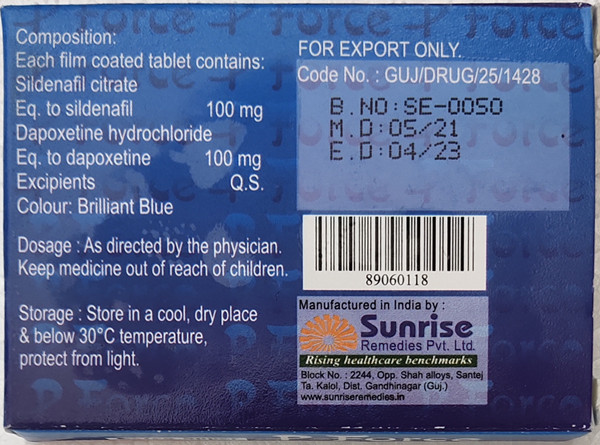 Composition:
Each film coated tablet contains:
Sildenafil citrate
Eq. to sildenafil 100 mg
Dapoxetine hydrochloride
Eq. to dapoxetine 100 mg
Excipients Q.S.
Colour: Brilliant Blue
Dosage : As directed by the physician.
Keep medicine out of reach of children.
Storage : Store in a cool, dry place
& below 30°C temperature,
protect from light.
FOR EXPORT ONLY.
Code No. : GUJ/DRUG/25/1428
B.NO:SE-0050
M.D:05/21
E.D:04/23
89060118
Manufactured in India by :
Sunrise
Remedies Pvt. Ltd.
Rising healthcare benchmarks
Block No. : 2244, Opp. Shah alloys, Santej
Ta. Kalol, Dist. Gandhinagar (Guj.)
www.sunriseremedies.in